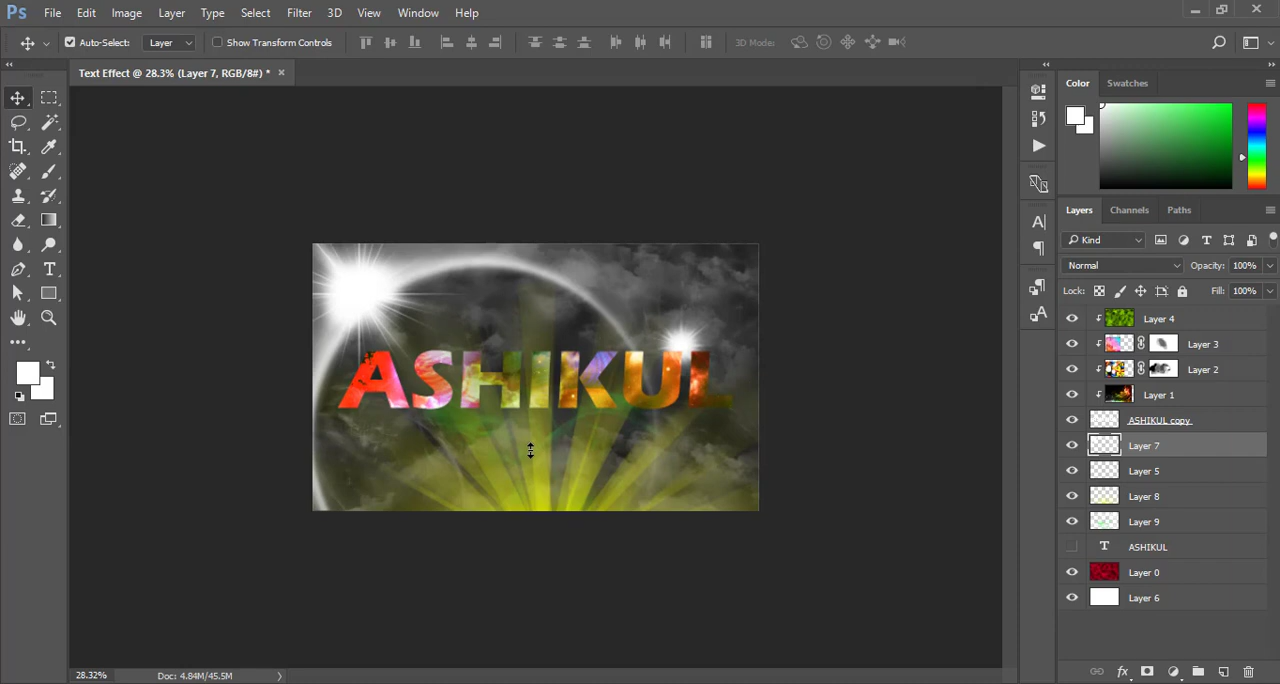 Ps File Edit Image Layer Type Select Filter 3D View Window Help
Auto-Select: Layer Show Transform Controls 3D Mode:
Text Effect @ 28.3% (Layer 7, RGB/8#) *
Color Swatches
Layers Channels Paths
Kind
Normal Opacity: 100%
Lock: Fill: 100%
Layer 4
Layer 3
Layer 2
Layer 1
ASHIKUL copy
Layer 7
Layer 5
Layer 8
Layer 9
T ASHIKUL
Layer 0
Layer 6
ASHIKUL
28.32% Doc: 4.84M/45.5M